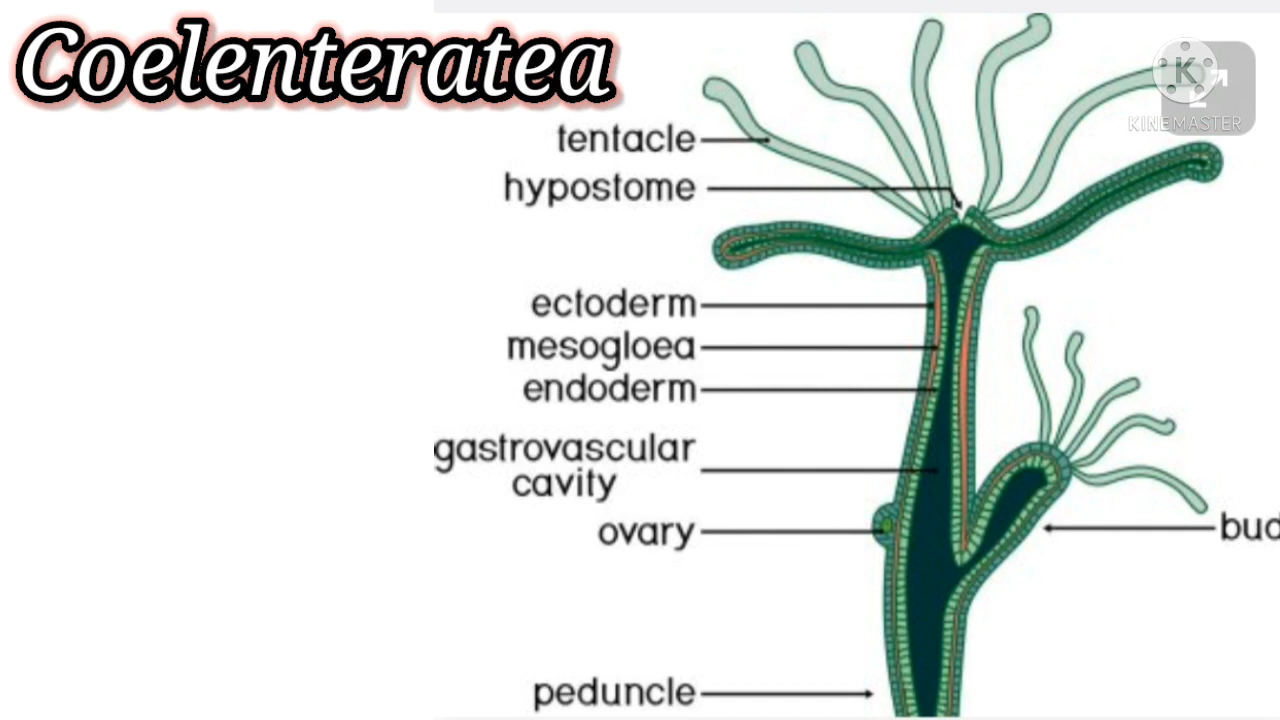 Coelenteratea
K
KINEMASTER
tentacle
hypostome
ectoderm
mesogloea
endoderm
gastrovascular
cavity
ovary
bud
peduncle